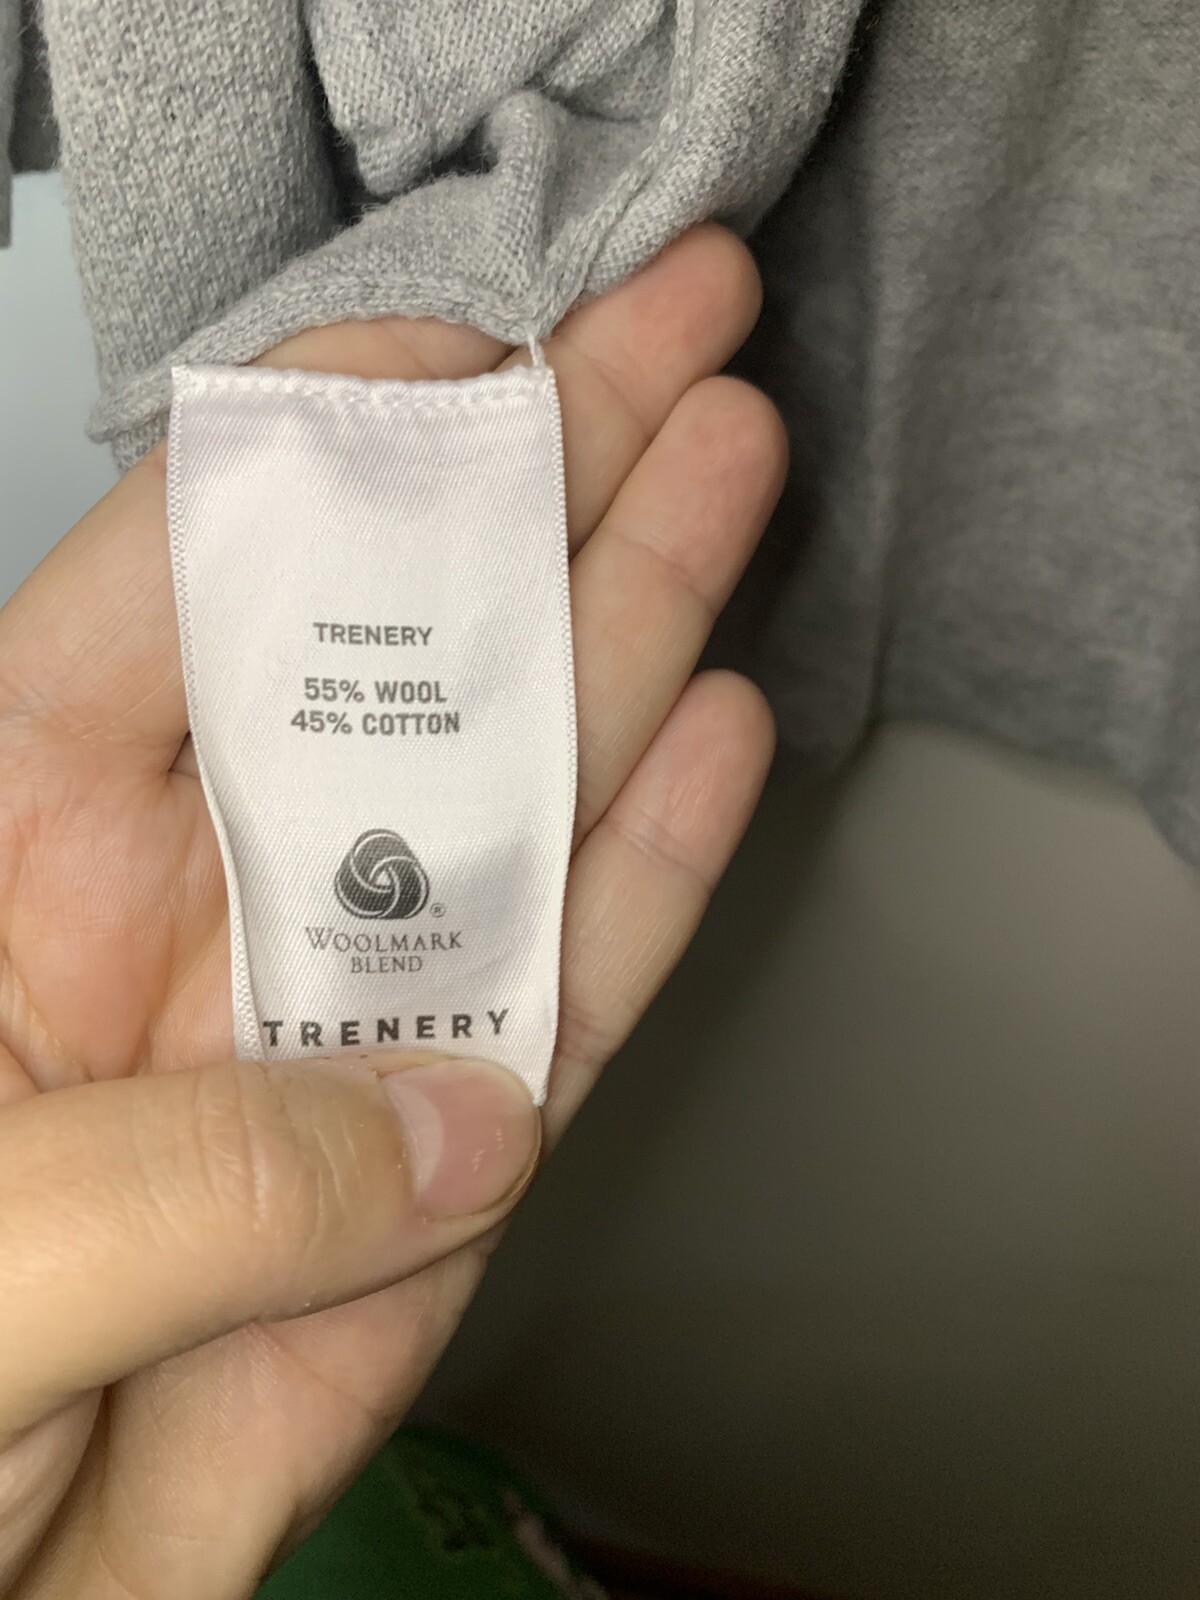 TRENERY
55% WOOL
45% COTTON
®
WOOLMARK
BLEND
TRENERY